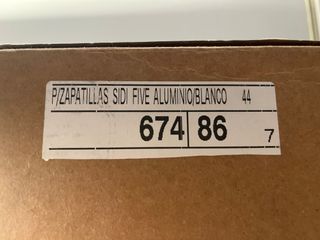 P/ZAPATILLAS SIDI FIVE ALUMINIO/BLANCO 44
674 86 7